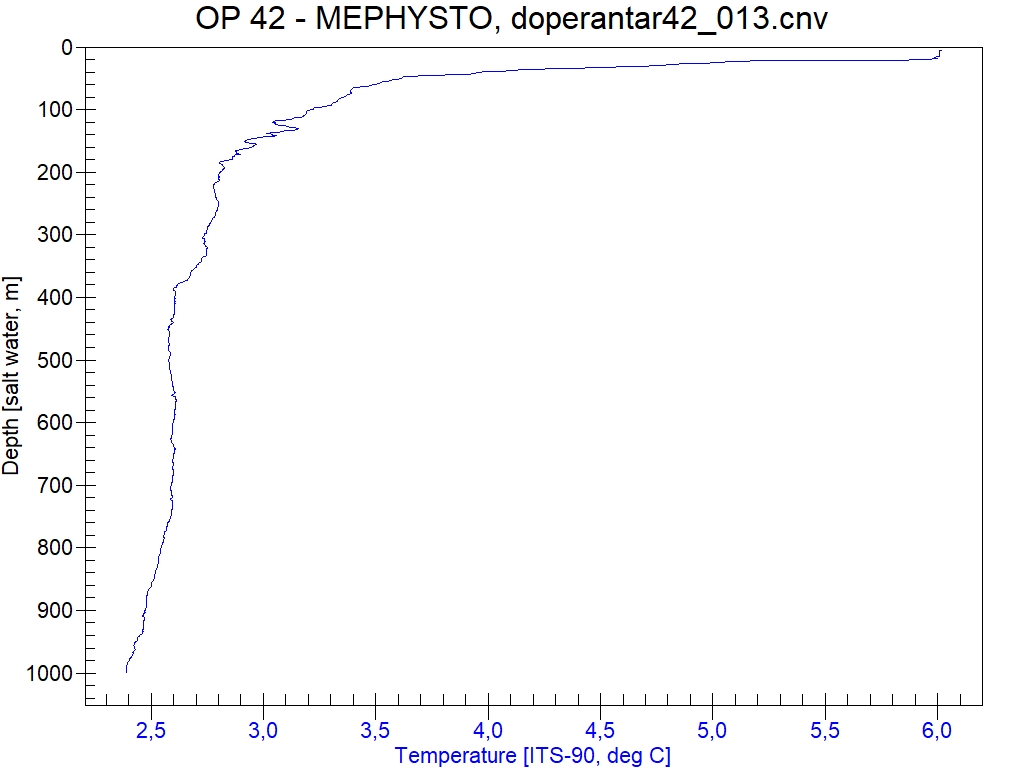 OP 42 - MEPHYSTO, doperantar42_013.cnv
0
100
200
300
400
500
600
700
800
900
1000
Depth [salt water, m]
2,5 3,0 3,5 4,0 4,5 5,0 5,5 6,0
Temperature [ITS-90, deg C]